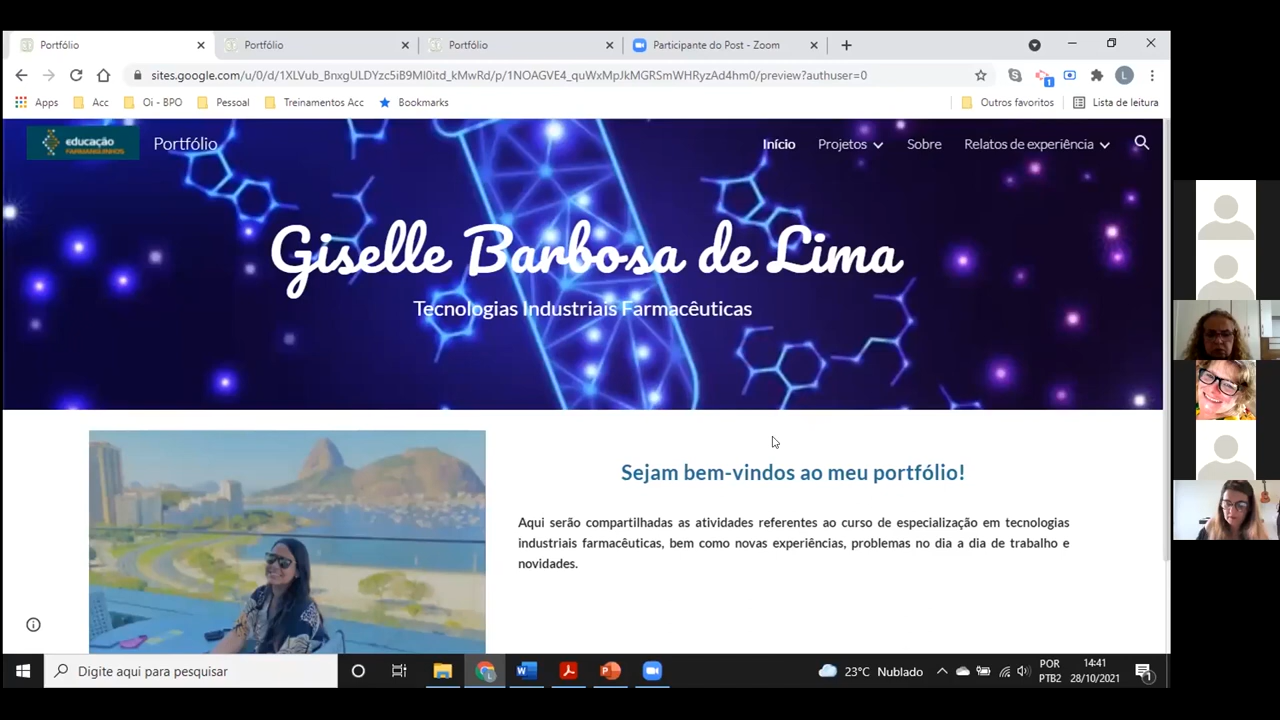 Portfólio
Portfólio
Portfólio
Participante do Post - Zoom
sites.google.com/u/0/d/1XLVub_BnxgULDYzc5iB9MI0itd_kMwRd/p/1NOAGVE4_quWxMpJkMGRSmWHRyzAd4hm0/preview?authuser=0
L
Apps
Acc
Oi - BPO
Pessoal
Treinamentos Acc
Bookmarks
Outros favoritos
Lista de leitura
educação
FARMANGUINHOS
Portfólio
Início
Projetos
Sobre
Relatos de experiência
Giselle Barbosa de Lima
Tecnologias Industriais Farmacêuticas
Sejam bem-vindos ao meu portfólio!
Aqui serão compartilhadas as atividades referentes ao curso de especialização em tecnologias
industriais farmacêuticas, bem como novas experiências, problemas no dia a dia de trabalho e
novidades.
Digite aqui para pesquisar
23°C Nublado
POR
PTB2
14:41
28/10/2021
1